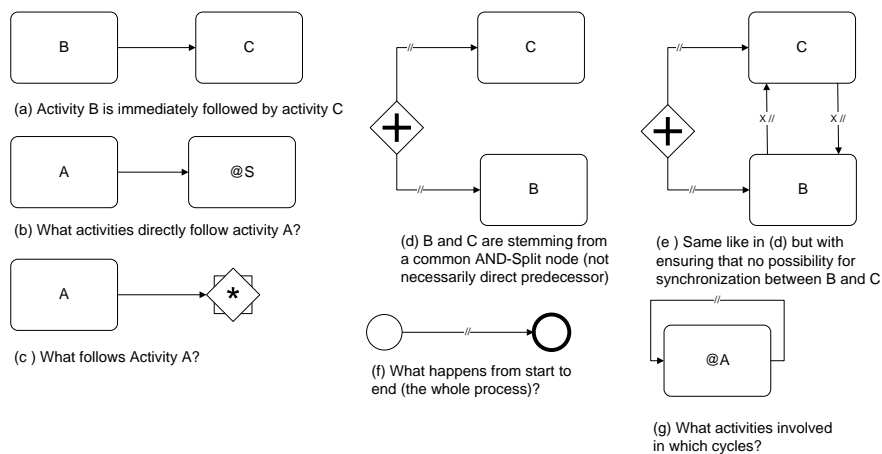 B
C
(a) Activity B is immediately followed by activity C
A
@S
(b) What activities directly follow activity A?
A
*
(c ) What follows Activity A?
//
C
//
B
(d) B and C are stemming from
a common AND-Split node (not
necessarily direct predecessor)
//
C
X //
X //
//
B
(e ) Same like in (d) but with
ensuring that no possibility for
synchronization between B and C
//
(f) What happens from start to
end (the whole process)?
//
@A
(g) What activities involved
in which cycles?